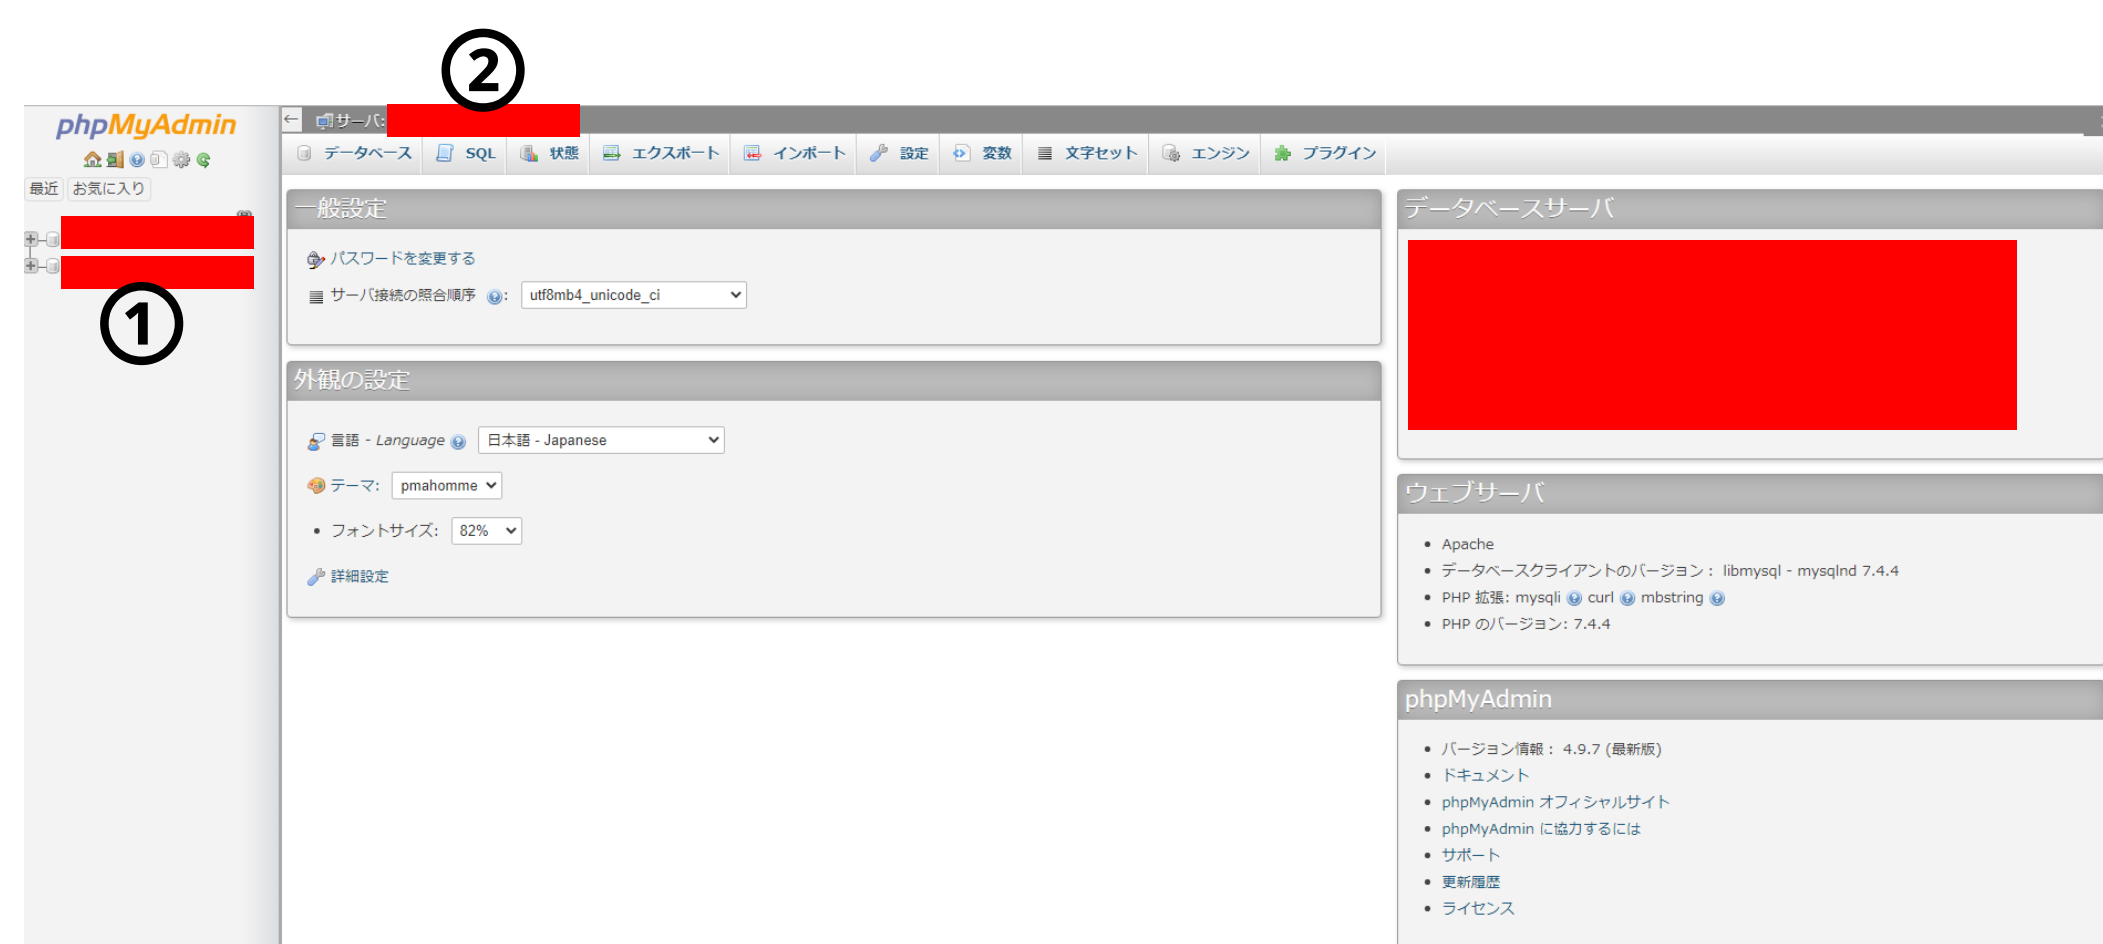 ②
phpMyAdmin
最近 お気に入り
①
サーバ:
データベース SQL 状態 エクスポート インポート 設定 変数 文字セット エンジン プラグイン
一般設定
パスワードを変更する
サーバ接続の照合順序 : utf8mb4_unicode_ci
外観の設定
言語 - Language 日本語 - Japanese
テーマ: pmahomme
• フォントサイズ: 82%
詳細設定
データベースサーバ
ウェブサーバ
• Apache
• データベースクライアントのバージョン： libmysql - mysqlnd 7.4.4
• PHP 拡張: mysqli curl mbstring
• PHP のバージョン: 7.4.4
phpMyAdmin
• バージョン情報： 4.9.7 (最新版)
• ドキュメント
• phpMyAdmin オフィシャルサイト
• phpMyAdmin に協力するには
• サポート
• 更新履歴
• ライセンス